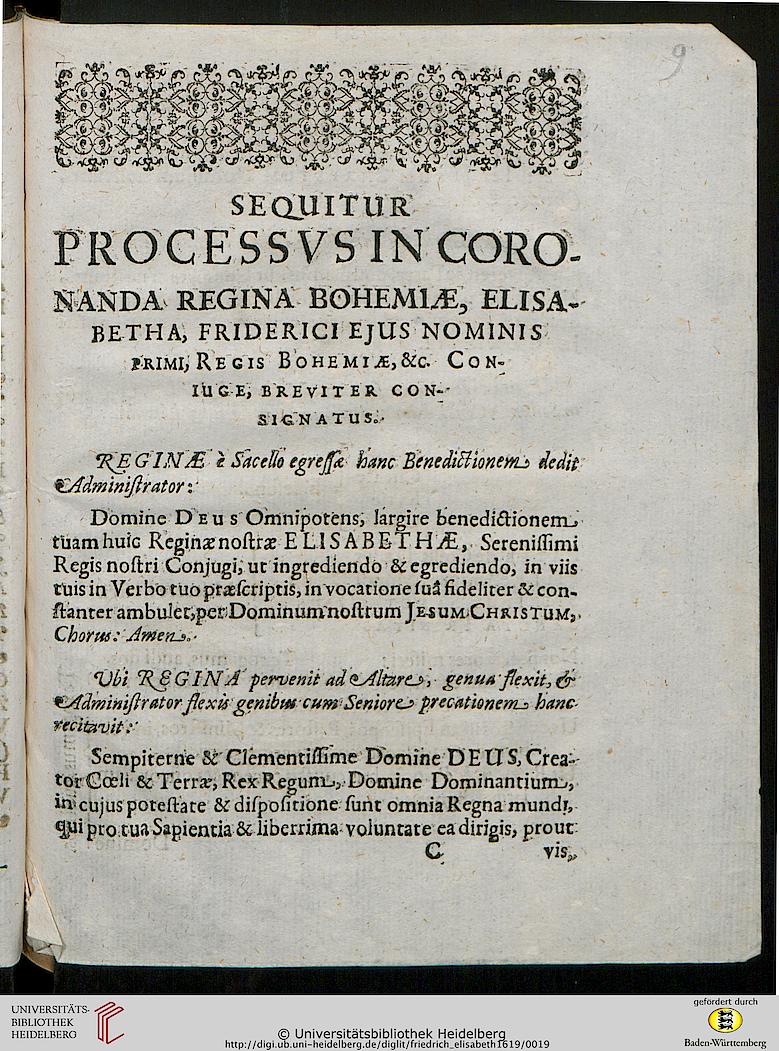 9
SEQUITUR
PROCESSVS IN CORO-
NANDA REGINA BOHEMIÆ, ELISA-
BETHA, FRIDERICI EJUS NOMINIS
PRIMI, REGIS BOHEMIÆ, &c. CON-
IUGE, BREVITER CON-
SIGNATUS.
REGINÆ è Sacello egreſſæ hanc Benedictionem dedit
Adminiſtrator:
Domine DEUS Omnipotens, largire benedictionem
tuam huic Reginæ noſtræ ELISABETHÆ, Sereniſſimi
Regis noſtri Conjugi, ut ingrediendo & egrediendo, in viis
tuis in Verbo tuo præſcriptis, in vocatione ſuâ fideliter & con-
ſtanter ambulet, per Dominum noſtrum JESUM CHRISTUM,
Chorus: Amen.
Ubi REGINA pervenit ad Altare, genua flexit, &
Adminiſtrator flexis genibus cum Seniore precationem hanc
recitavit:
Sempiterne & Clementiſſime Domine DEUS, Crea-
tor Cœli & Terræ, Rex Regum, Domine Dominantium,
in cujus poteſtate & diſpoſitione ſunt omnia Regna mundi,
qui pro tua Sapientia & liberrima voluntate ea dirigis, prout
C vis,
UNIVERSITÄTS-
BIBLIOTHEK
HEIDELBERG
© Universitätsbibliothek Heidelberg
http://digi.ub.uni-heidelberg.de/diglit/friedrich_elisabeth1619/0019
gefördert durch
Baden-Württemberg